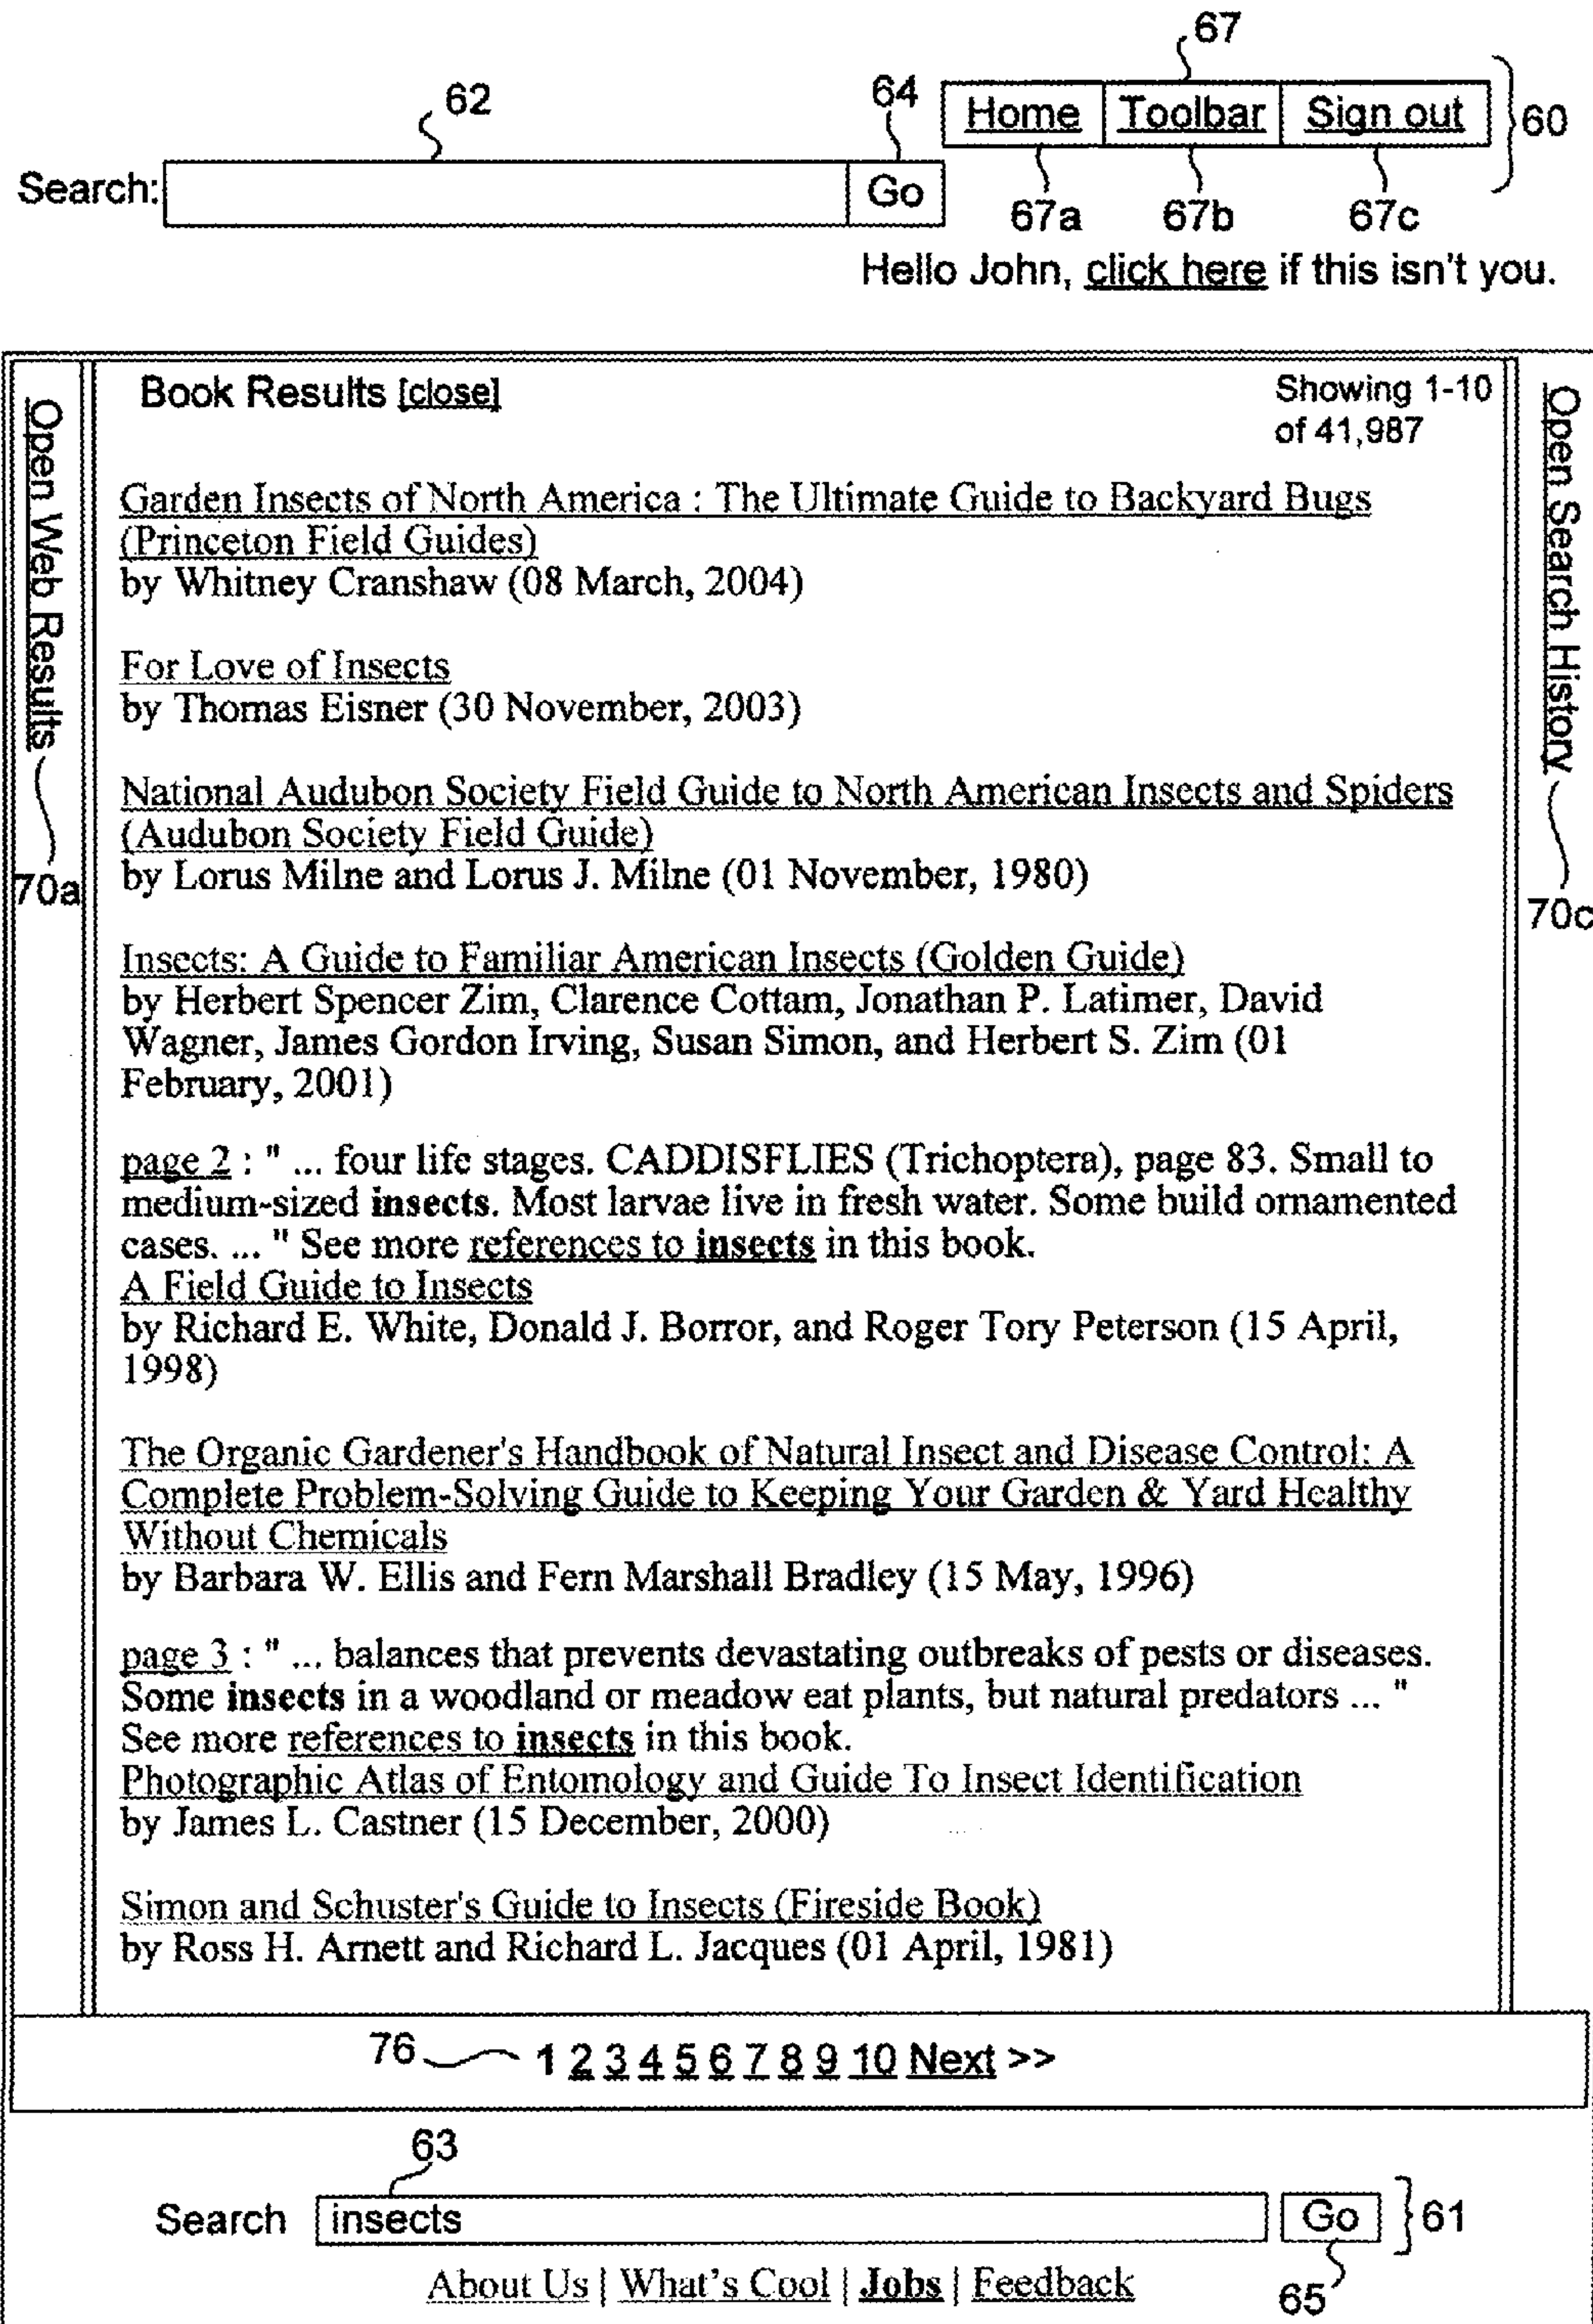 67
62
64
Home Toolbar Sign out
60
Search:
Go
67a 67b 67c
Hello John, click here if this isn't you.
Open Web Results
70a
Book Results [close]
Showing 1-10
of 41,987
Garden Insects of North America : The Ultimate Guide to Backyard Bugs
(Princeton Field Guides)
by Whitney Cranshaw (08 March, 2004)
For Love of Insects
by Thomas Eisner (30 November, 2003)
National Audubon Society Field Guide to North American Insects and Spiders
(Audubon Society Field Guide)
by Lorus Milne and Lorus J. Milne (01 November, 1980)
Insects: A Guide to Familiar American Insects (Golden Guide)
by Herbert Spencer Zim, Clarence Cottam, Jonathan P. Latimer, David
Wagner, James Gordon Irving, Susan Simon, and Herbert S. Zim (01
February, 2001)
page 2 : " ... four life stages. CADDISFLIES (Trichoptera), page 83. Small to
medium-sized insects. Most larvae live in fresh water. Some build ornamented
cases. ... " See more references to insects in this book.
A Field Guide to Insects
by Richard E. White, Donald J. Borror, and Roger Tory Peterson (15 April,
1998)
The Organic Gardener's Handbook of Natural Insect and Disease Control: A
Complete Problem-Solving Guide to Keeping Your Garden & Yard Healthy
Without Chemicals
by Barbara W. Ellis and Fern Marshall Bradley (15 May, 1996)
page 3 : " ... balances that prevents devastating outbreaks of pests or diseases.
Some insects in a woodland or meadow eat plants, but natural predators ... "
See more references to insects in this book.
Photographic Atlas of Entomology and Guide To Insect Identification
by James L. Castner (15 December, 2000)
Simon and Schuster's Guide to Insects (Fireside Book)
by Ross H. Arnett and Richard L. Jacques (01 April, 1981)
Open Search History
70c
76
1 2 3 4 5 6 7 8 9 10 Next >>
63
Search insects Go
61
65
About Us | What's Cool | Jobs | Feedback